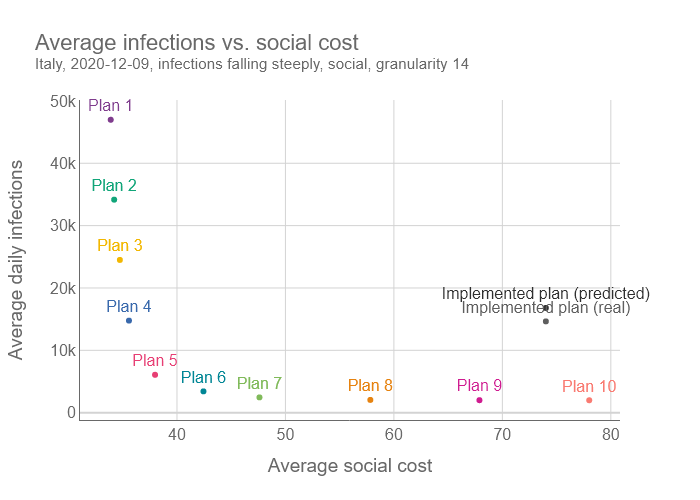 Average infections vs. social cost
Italy, 2020-12-09, infections falling steeply, social, granularity 14
50k
Plan 1
40k
Plan 2
30k
Plan 3
20k
Implemented plan (predicted)
Plan 4
Implemented plan (real)
10k
Plan 5
Plan 6
Plan 7
Plan 8
Plan 9
Plan 10
0
40
50
60
70
80
Average social cost
Average daily infections